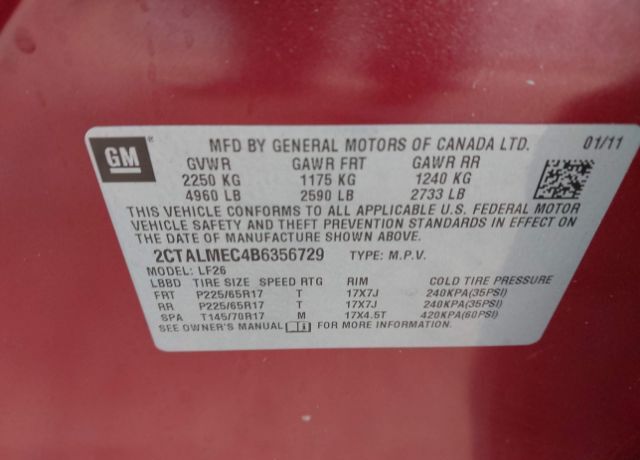 GM
MFD BY GENERAL MOTORS OF CANADA LTD. 01/11
GVWR GAWR FRT GAWR RR
2250 KG 1175 KG 1240 KG
4960 LB 2590 LB 2733 LB
THIS VEHICLE CONFORMS TO ALL APPLICABLE U.S. FEDERAL MOTOR
VEHICLE SAFETY AND THEFT PREVENTION STANDARDS IN EFFECT ON
THE DATE OF MANUFACTURE SHOWN ABOVE.
2CTALMEC4B6356729 TYPE: M.P.V.
MODEL: LF26
LBBD TIRE SIZE SPEED RTG RIM COLD TIRE PRESSURE
FRT P225/65R17 T 17X7J 240KPA(35PSI)
RR P225/65R17 T 17X7J 240KPA(35PSI)
SPA T145/70R17 M 17X4.5T 420KPA(60PSI)
SEE OWNER'S MANUAL FOR MORE INFORMATION.